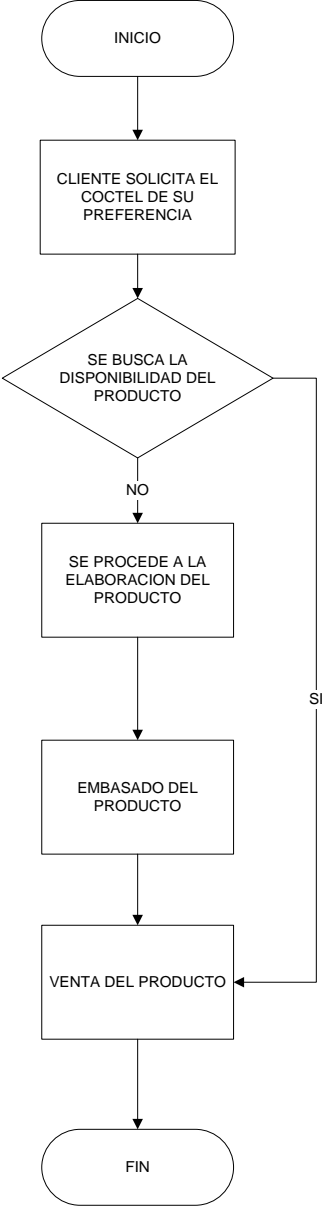 INICIO
CLIENTE SOLICITA EL
COCTEL DE SU
PREFERENCIA
SE BUSCA LA
DISPONIBILIDAD DEL
PRODUCTO
NO
SE PROCEDE A LA
ELABORACION DEL
PRODUCTO
SI
EMBASADO DEL
PRODUCTO
VENTA DEL PRODUCTO
FIN